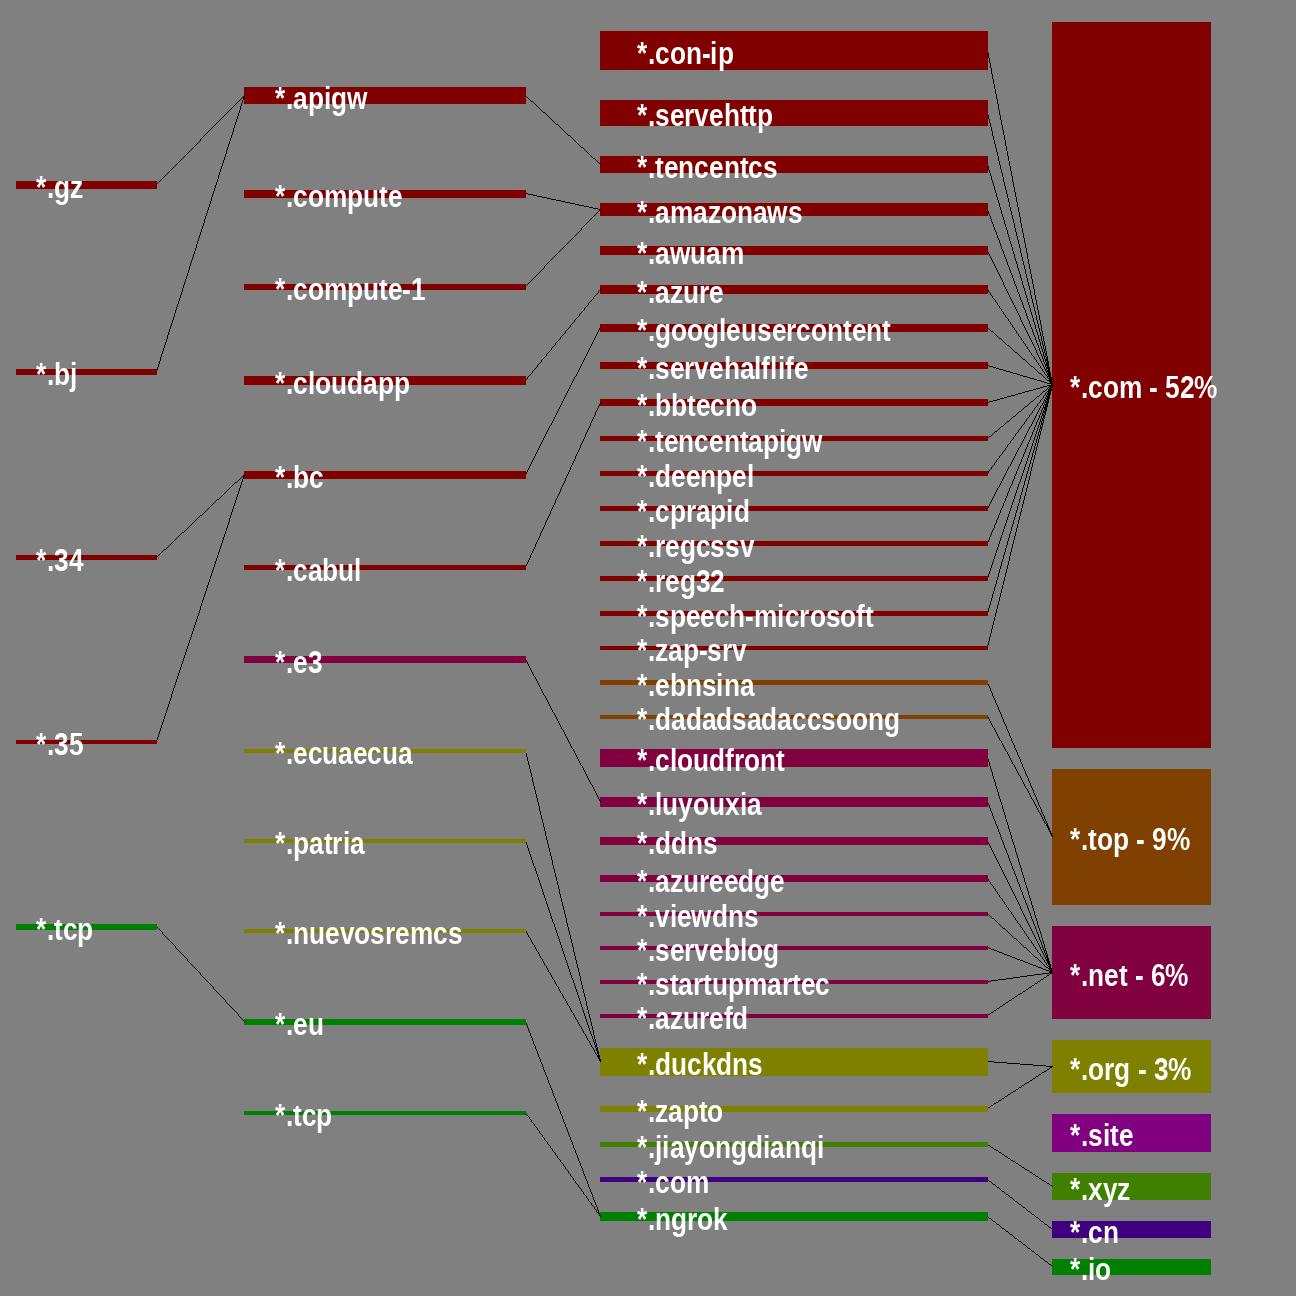 *.gz
*.bj
*.34
*.35
*.tcp
*.apigw
*.compute
*.compute-1
*.cloudapp
*.bc
*.cabul
*.e3
*.ecuaecua
*.patria
*.nuevosremcs
*.eu
*.tcp
*.con-ip
*.servehttp
*.tencentcs
*.amazonaws
*.awuam
*.azure
*.googleusercontent
*.servehalflife
*.bbtecno
*.tencentapigw
*.deenpel
*.cprapid
*.regcssv
*.reg32
*.speech-microsoft
*.zap-srv
*.ebnsina
*.dadadsadaccsoong
*.cloudfront
*.luyouxia
*.ddns
*.azureedge
*.viewdns
*.serveblog
*.startupmartec
*.azurefd
*.duckdns
*.zapto
*.jiayongdianqi
*.com
*.ngrok
*.com - 52%
*.top - 9%
*.net - 6%
*.org - 3%
*.site
*.xyz
*.cn
*.io